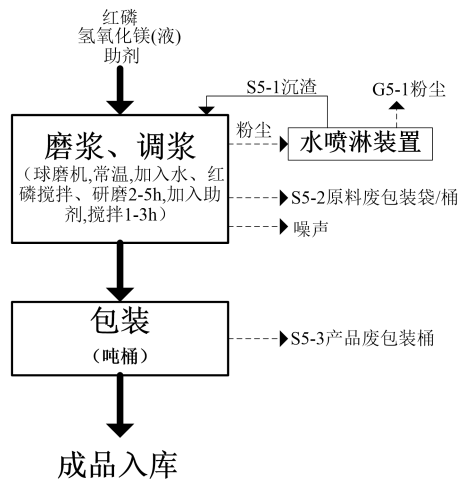 红磷
氢氧化镁(液)
助剂
S5-1沉渣
G5-1粉尘
磨浆、调浆
（球磨机,常温,加入水、红
磷搅拌、研磨2-5h,加入助
剂,搅拌1-3h）
粉尘
水喷淋装置
S5-2原料废包装袋/桶
噪声
包装
（吨桶）
S5-3产品废包装桶
成品入库